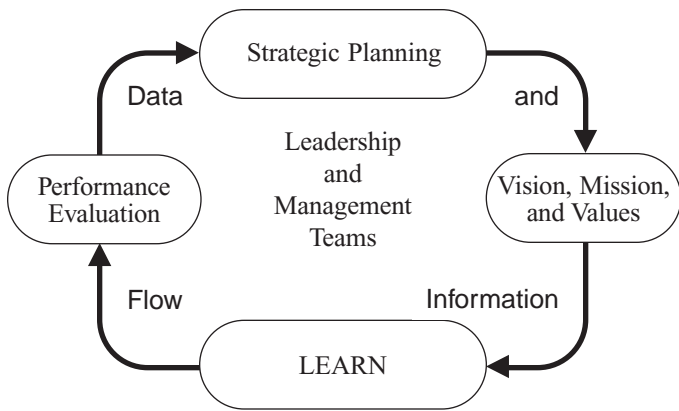 Strategic Planning
Data
and
Leadership
and
Management
Teams
Performance
Evaluation
Vision, Mission,
and Values
Flow
Information
LEARN